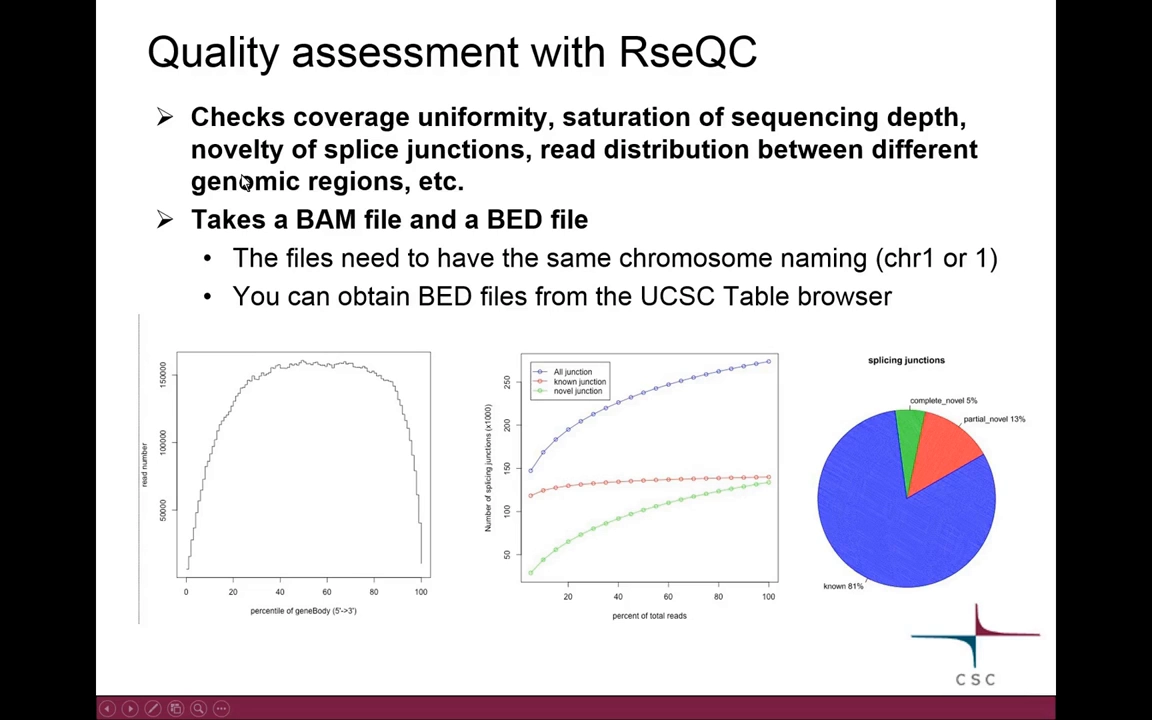 Quality assessment with RseQC
Checks coverage uniformity, saturation of sequencing depth,
novelty of splice junctions, read distribution between different
genomic regions, etc.
Takes a BAM file and a BED file
The files need to have the same chromosome naming (chr1 or 1)
You can obtain BED files from the UCSC Table browser
read number
50000
100000
150000
0 20 40 60 80 100
percentile of geneBody (5'->3')
Number of splicing junctions (x1000)
50
100
150
200
250
All junction
known junction
novel junction
20 40 60 80 100
percent of total reads
splicing junctions
complete_novel 5%
partial_novel 13%
known 81%
CSC